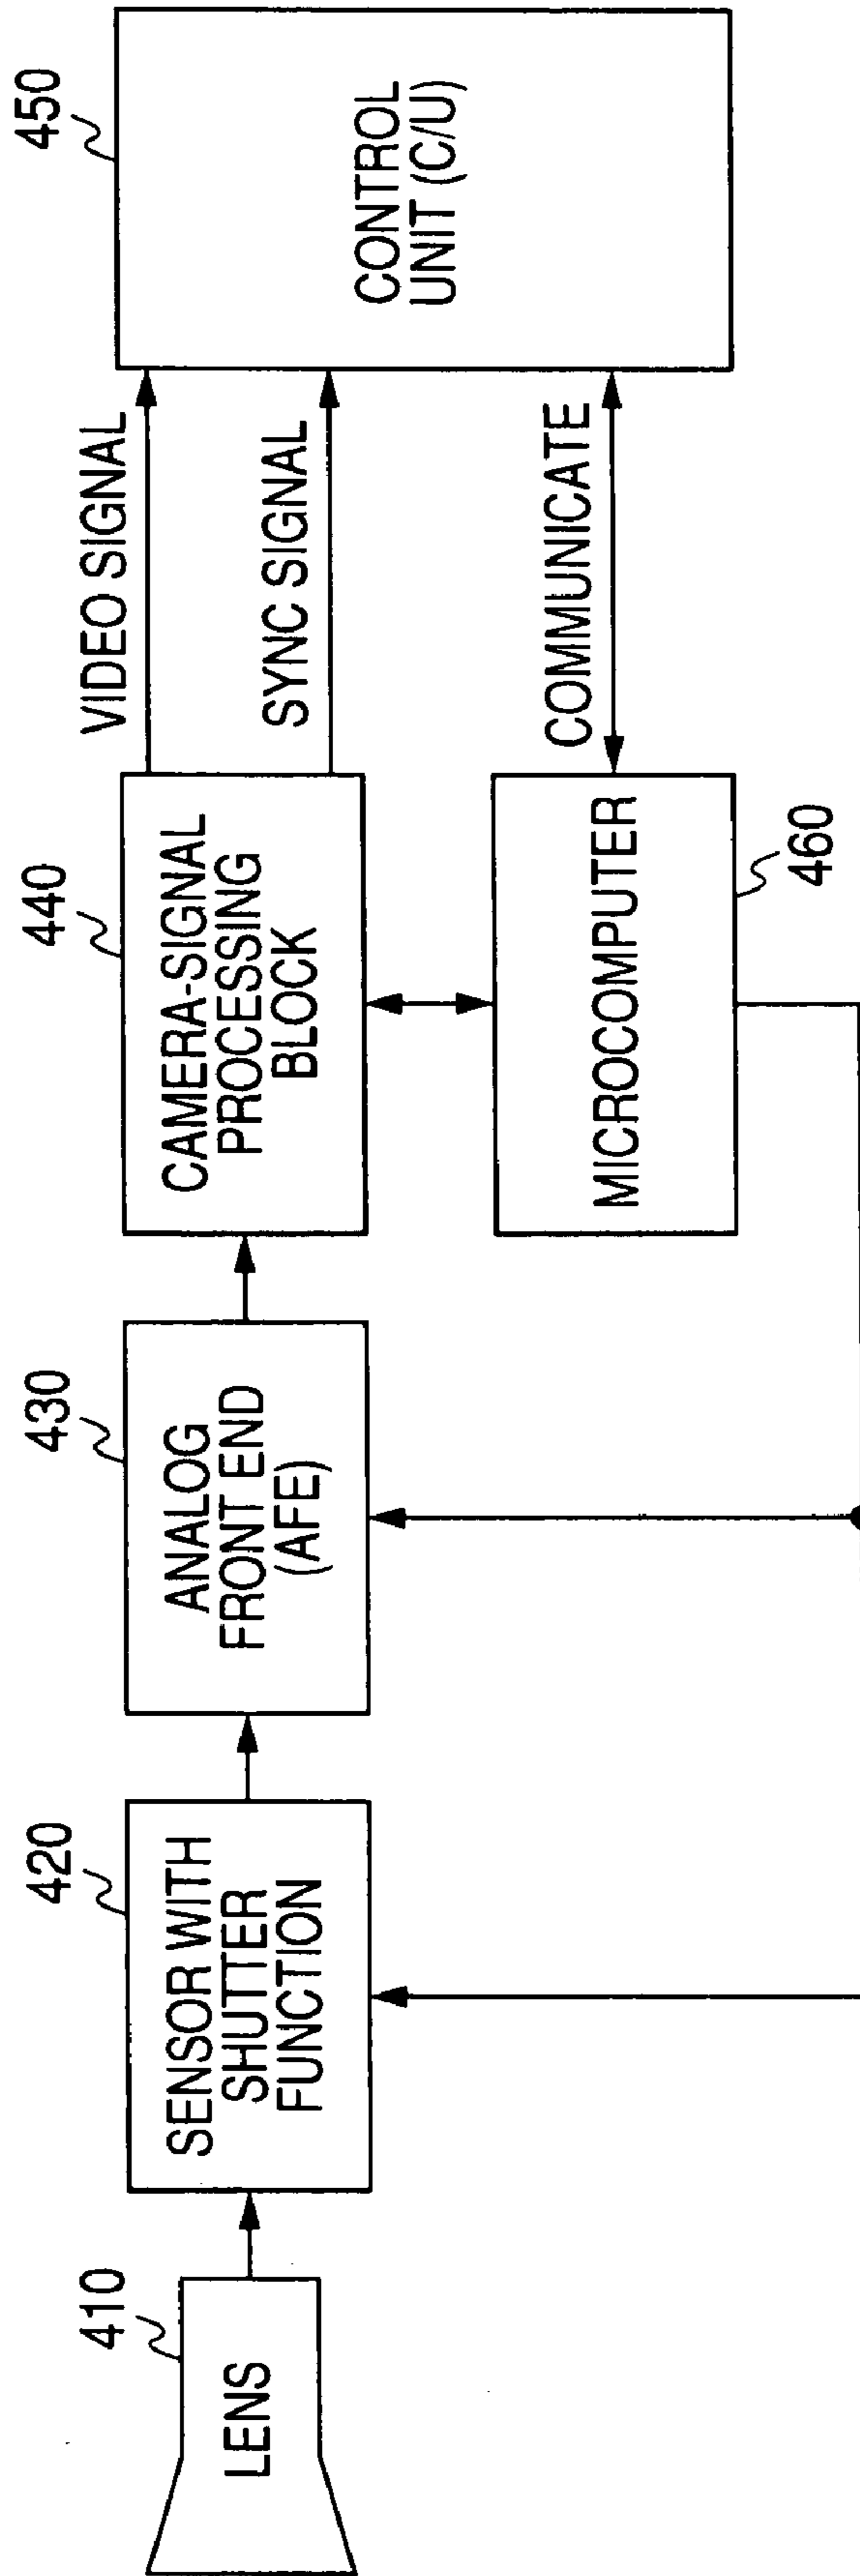 410
LENS
420
SENSOR WITH
SHUTTER
FUNCTION
430
ANALOG
FRONT END
(AFE)
440
CAMERA-SIGNAL
PROCESSING
BLOCK
VIDEO SIGNAL
SYNC SIGNAL
450
CONTROL
UNIT (C/U)
COMMUNICATE
MICROCOMPUTER
460